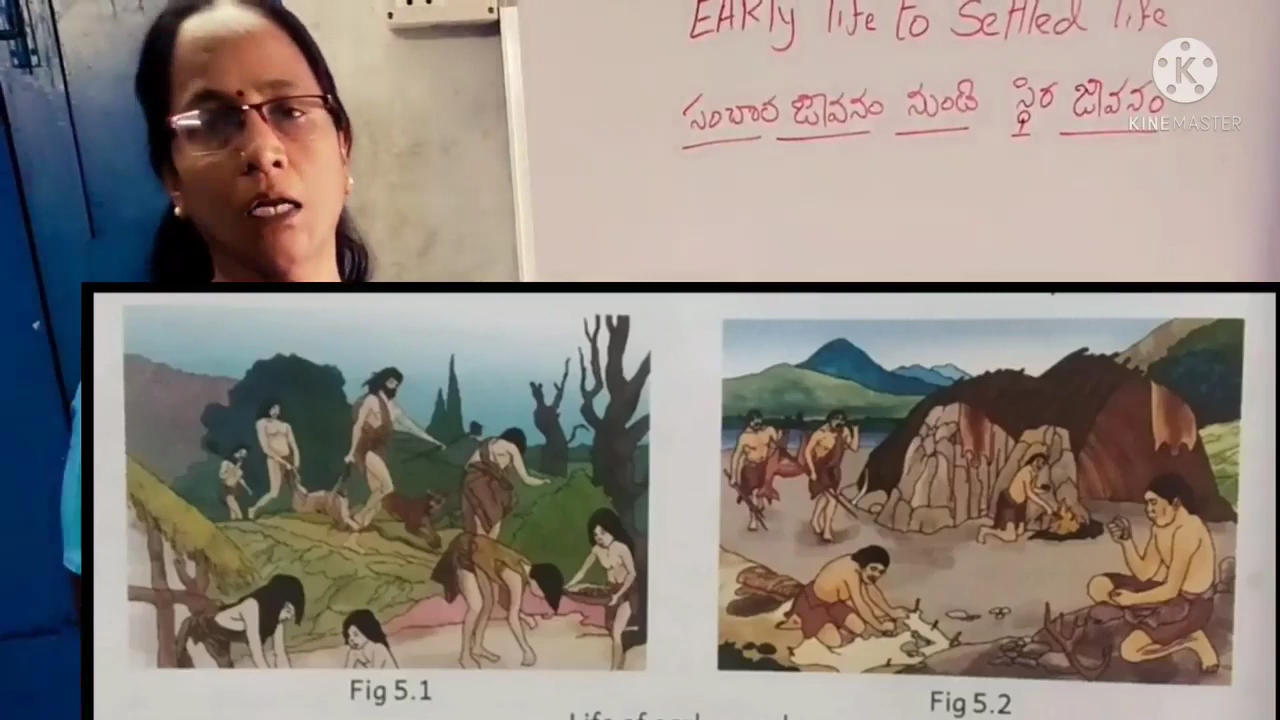 EARly life to Settled life
సంచార జీవనం నుండి స్థిర జీవనం
K
KINEMASTER
Fig 5.1
Fig 5.2